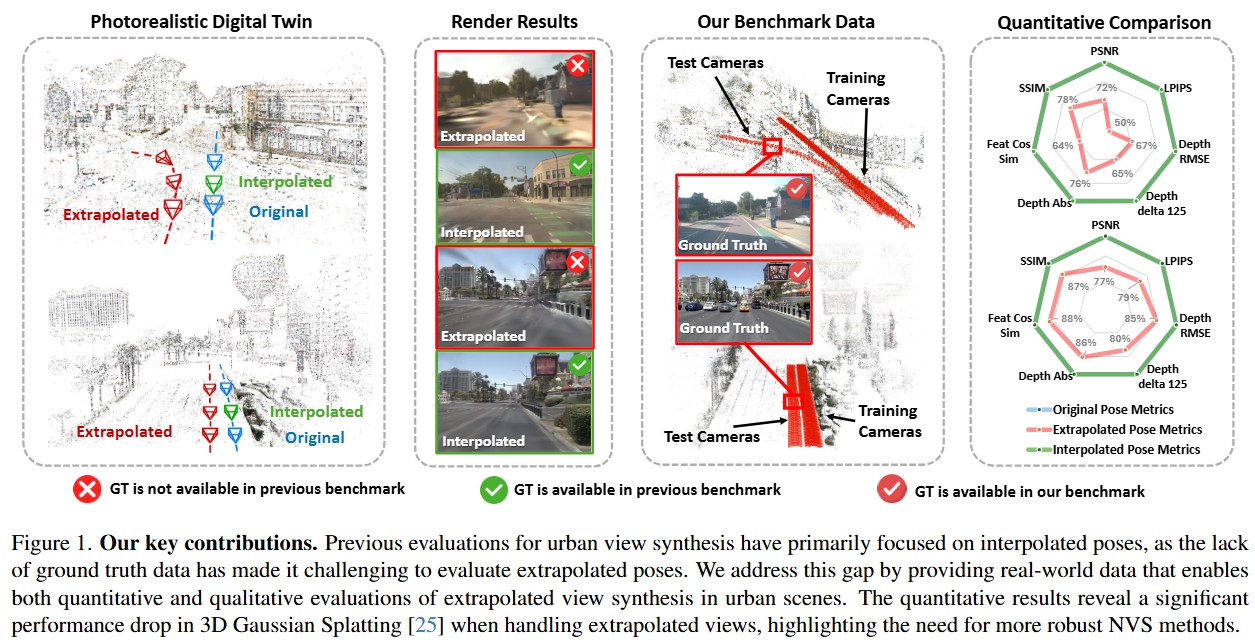 Photorealistic Digital Twin
Extrapolated
Interpolated
Original
Extrapolated
Interpolated
Original
Render Results
Extrapolated
Interpolated
Extrapolated
Interpolated
Our Benchmark Data
Test Cameras
Training
Cameras
Ground Truth
Ground Truth
Test Cameras
Training
Cameras
Quantitative Comparison
PSNR
SSIM
LPIPS
72%
78%
50%
Feat Cos
Sim
64%
67%
Depth
RMSE
76%
65%
Depth Abs
Depth
delta 125
PSNR
SSIM
LPIPS
77%
87%
79%
Feat Cos
Sim
88%
85%
Depth
RMSE
86%
80%
Depth Abs
Depth
delta 125
Original Pose Metrics
Extrapolated Pose Metrics
Interpolated Pose Metrics
GT is not available in previous benchmark
GT is available in previous benchmark
GT is available in our benchmark
Figure 1. Our key contributions. Previous evaluations for urban view synthesis have primarily focused on interpolated poses, as the lack
of ground truth data has made it challenging to evaluate extrapolated poses. We address this gap by providing real-world data that enables
both quantitative and qualitative evaluations of extrapolated view synthesis in urban scenes. The quantitative results reveal a significant
performance drop in 3D Gaussian Splatting [25] when handling extrapolated views, highlighting the need for more robust NVS methods.